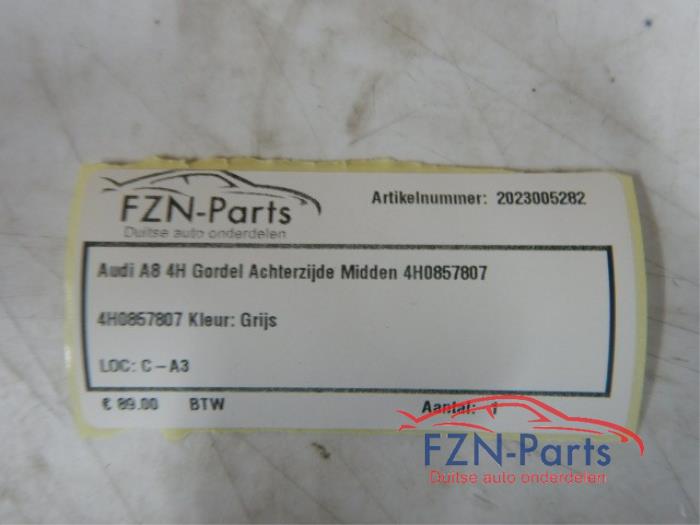 FZN-Parts
Duitse auto onderdelen
Artikelnummer: 2023005282
Audi A8 4H Gordel Achterzijde Midden 4H0857807
4H0857807 Kleur: Grijs
LOC: C-A3
€ 89.00 BTW Aantal: 1
FZN-Parts
Duitse auto onderdelen